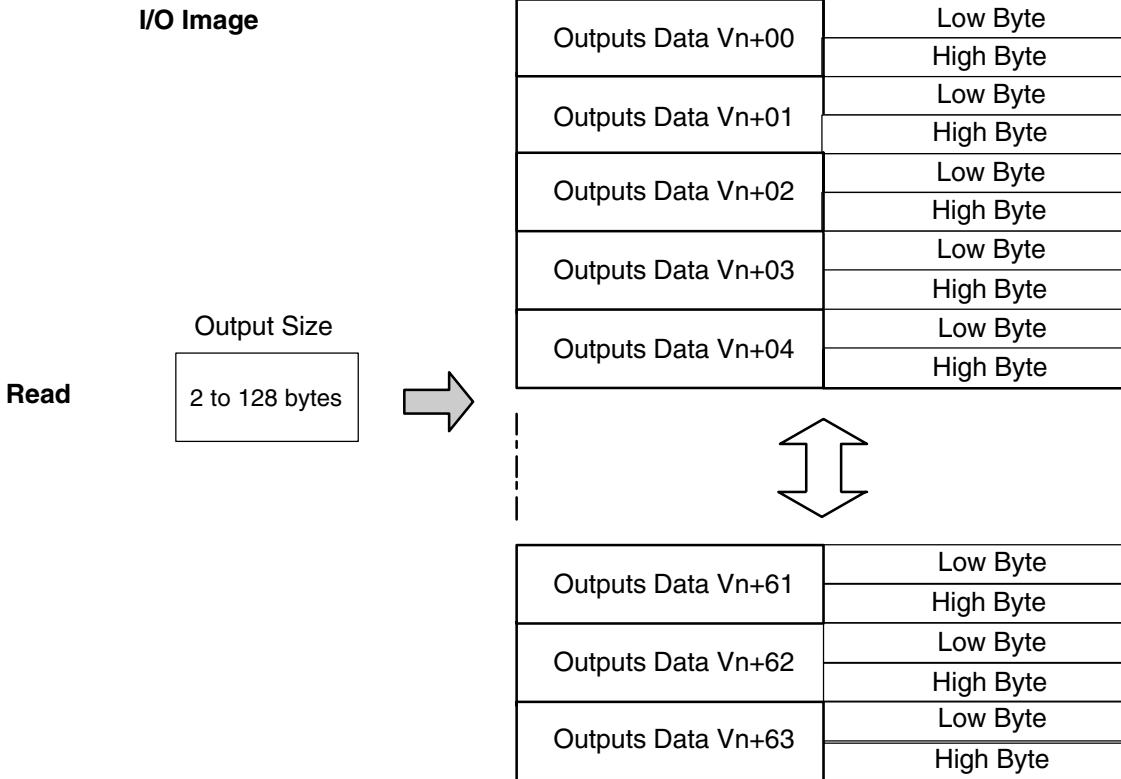 I/O Image
Outputs Data Vn+00
Low Byte
High Byte
Outputs Data Vn+01
Low Byte
High Byte
Outputs Data Vn+02
Low Byte
High Byte
Outputs Data Vn+03
Low Byte
High Byte
Outputs Data Vn+04
Low Byte
High Byte
Output Size
Read
2 to 128 bytes
Outputs Data Vn+61
Low Byte
High Byte
Outputs Data Vn+62
Low Byte
High Byte
Outputs Data Vn+63
Low Byte
High Byte